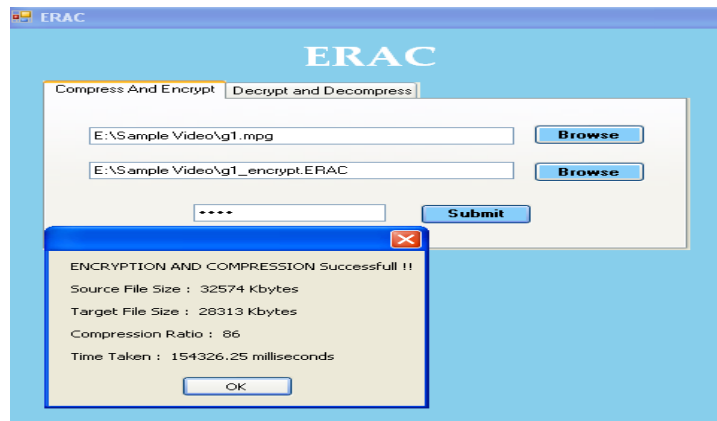 ERAC
ERAC
Compress And Encrypt Decrypt and Decompress
E:\Sample Video\g1.mpg Browse
E:\Sample Video\g1_encrypt.ERAC Browse
•••• Submit
ENCRYPTION AND COMPRESSION Successfull !!
Source File Size : 32574 Kbytes
Target File Size : 28313 Kbytes
Compression Ratio : 86
Time Taken : 154326.25 milliseconds
OK